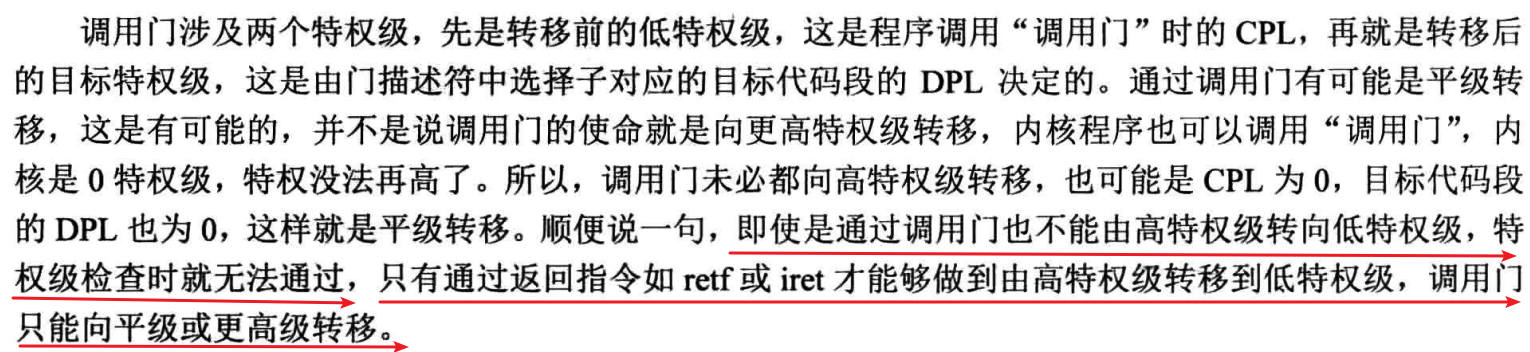 调用门涉及两个特权级，先是转移前的低特权级，这是程序调用“调用门”时的 CPL，再就是转移后
的目标特权级，这是由门描述符中选择子对应的目标代码段的 DPL 决定的。通过调用门有可能是平级转
移，这是有可能的，并不是说调用门的使命就是向更高特权级转移，内核程序也可以调用“调用门”，内
核是 0 特权级，特权没法再高了。所以，调用门未必都向高特权级转移，也可能是 CPL 为 0，目标代码段
的 DPL 也为 0，这样就是平级转移。顺便说一句，即使是通过调用门也不能由高特权级转向低特权级，特
权级检查时就无法通过，只有通过返回指令如 retf 或 iret 才能够做到由高特权级转移到低特权级，调用门
只能向平级或更高级转移。